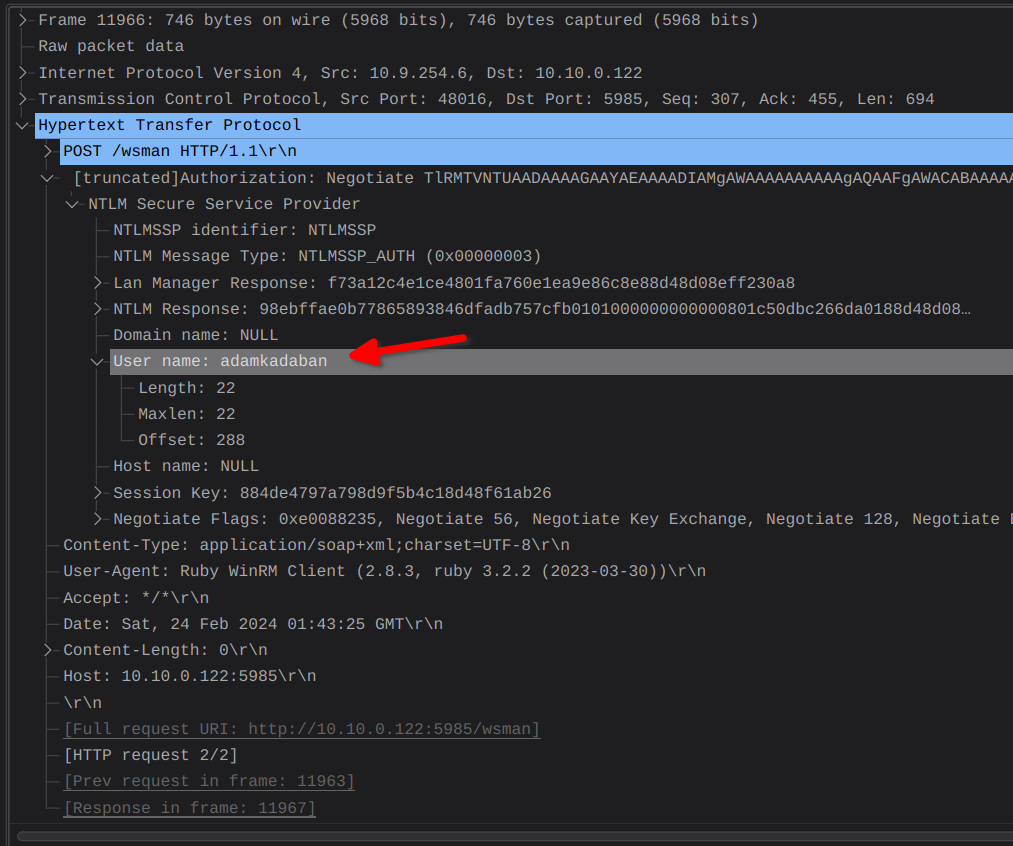 Frame 11966: 746 bytes on wire (5968 bits), 746 bytes captured (5968 bits)
Raw packet data
Internet Protocol Version 4, Src: 10.9.254.6, Dst: 10.10.0.122
Transmission Control Protocol, Src Port: 48016, Dst Port: 5985, Seq: 307, Ack: 455, Len: 694
Hypertext Transfer Protocol
POST /wsman HTTP/1.1\r\n
[truncated]Authorization: Negotiate TlRMTVNTUAADAAAAGAAYAEAAAADIAMgAWAAAAAAAAAAgAQAAFgAWACABAAAAA
NTLM Secure Service Provider
NTLMSSP identifier: NTLMSSP
NTLM Message Type: NTLMSSP_AUTH (0x00000003)
Lan Manager Response: f73a12c4e1ce4801fa760e1ea9e86c8e88d48d08eff230a8
NTLM Response: 98ebffae0b77865893846dfadb757cfb0101000000000000801c50dbc266da0188d48d08…
Domain name: NULL
User name: adamkadaban
Length: 22
Maxlen: 22
Offset: 288
Host name: NULL
Session Key: 884de4797a798d9f5b4c18d48f61ab26
Negotiate Flags: 0xe0088235, Negotiate 56, Negotiate Key Exchange, Negotiate 128, Negotiate
Content-Type: application/soap+xml;charset=UTF-8\r\n
User-Agent: Ruby WinRM Client (2.8.3, ruby 3.2.2 (2023-03-30))\r\n
Accept: */*\r\n
Date: Sat, 24 Feb 2024 01:43:25 GMT\r\n
Content-Length: 0\r\n
Host: 10.10.0.122:5985\r\n
\r\n
[Full request URI: http://10.10.0.122:5985/wsman]
[HTTP request 2/2]
[Prev request in frame: 11963]
[Response in frame: 11967]